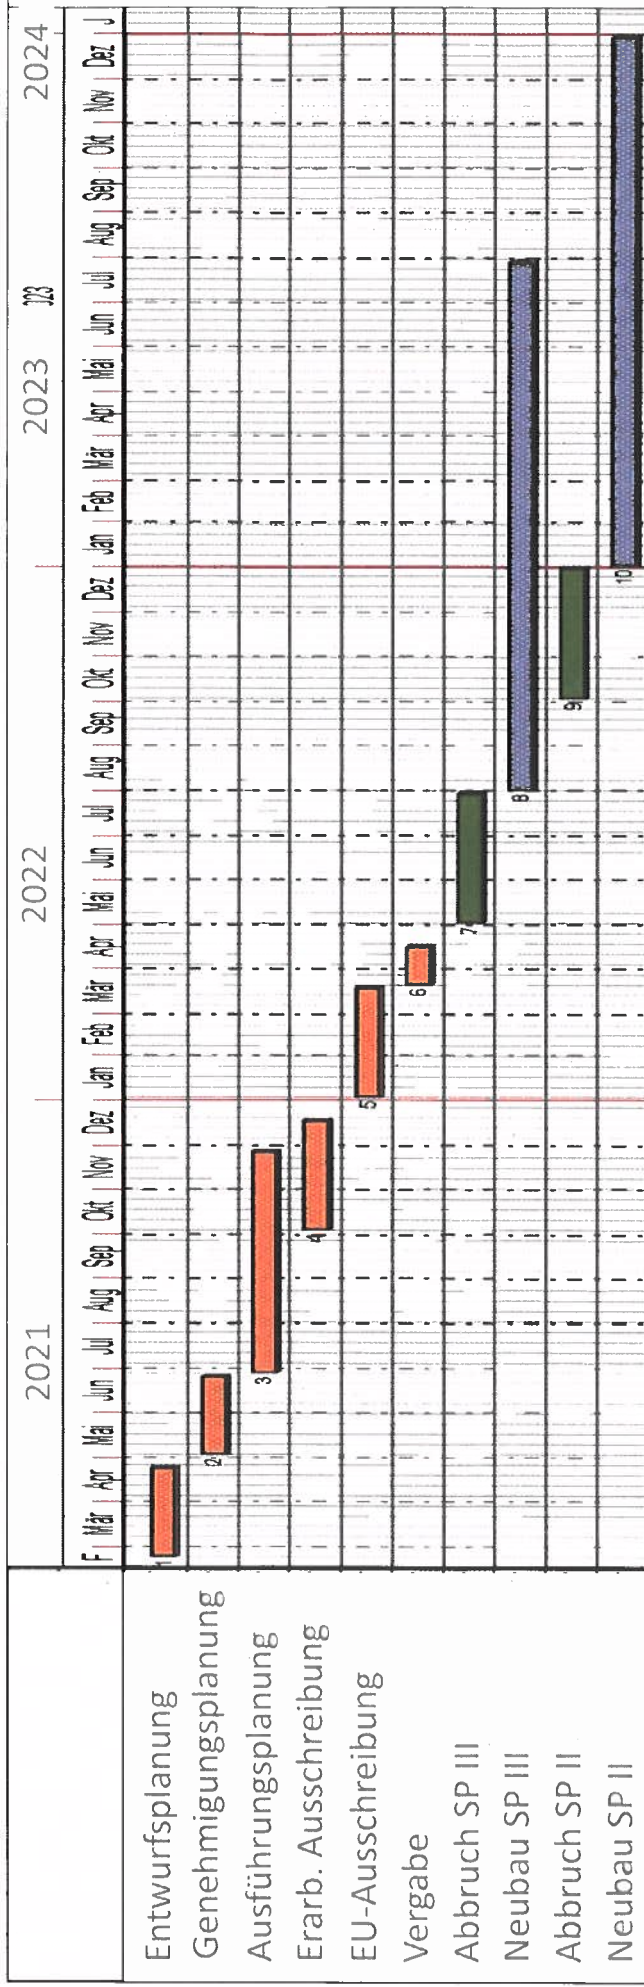 2021 2022 2023 2024
023
F Mär Apr Mai Jun Jul Aug Sep Okt Nov Dez Jan Feb Mär Apr Mai Jun Jul Aug Sep Okt Nov Dez Jan Feb Mär Apr Mai Jun Jul Aug Sep Okt Nov Dez J
Entwurfsplanung 1
Genehmigungsplanung 2
Ausführungsplanung 3
Erarb. Ausschreibung 4
EU-Ausschreibung 5
Vergabe 6
Abbruch SP III 7
Neubau SP III 8
Abbruch SP II 9
Neubau SP II 10